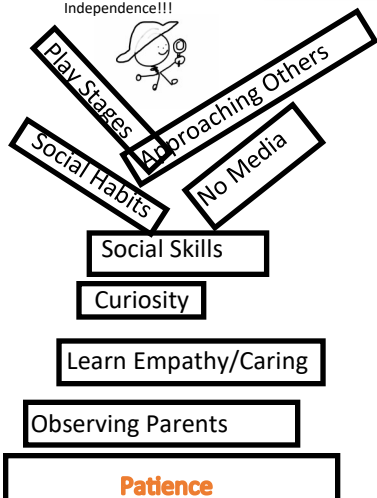 Independence!!!
Play Stages
Approaching Others
Social Habits
No Media
Social Skills
Curiosity
Learn Empathy/Caring
Observing Parents
Patience